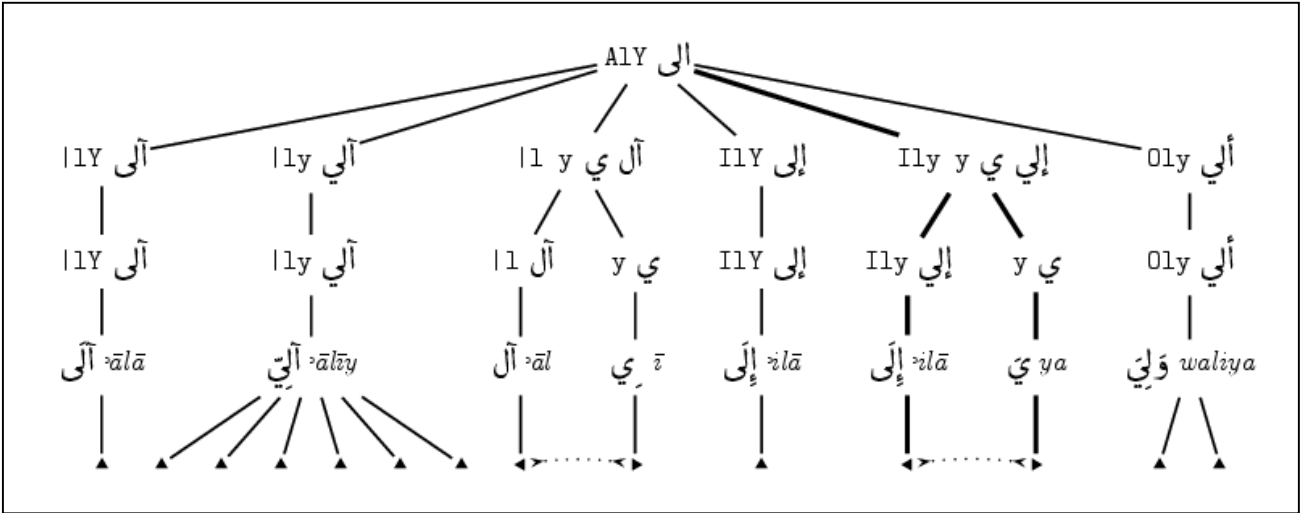 AlY الى
|lY آلى |ly آلي |l y آل ي IlY إلى Ily y إلي ي Oly ألي
|lY آلى |ly آلي |l آل y ي IlY إلى Ily إلي y ي Oly ألي
آلَى ʾālā آلِيّ ʾālīy آل ʾāl ِي ī إِلَى ʾilā إِلَى ʾilā يَ ya وَلِيَ waliya